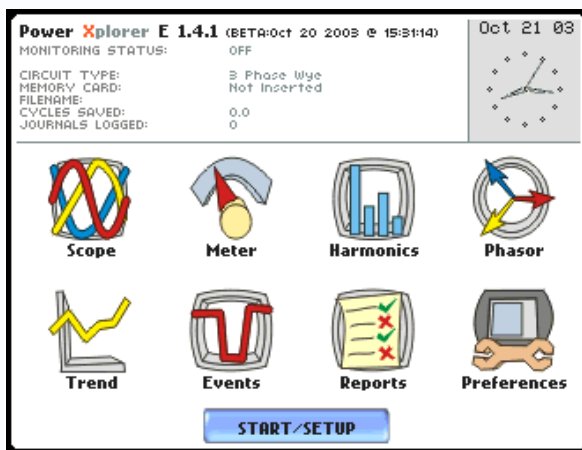 Power Xplorer E 1.4.1 (BETA:Oct 20 2003 @ 15:31:14)
Oct 21 03
MONITORING STATUS: OFF
CIRCUIT TYPE: 3 Phase Wye
MEMORY CARD: Not Inserted
FILENAME:
CYCLES SAVED: 0.0
JOURNALS LOGGED: 0
Scope Meter Harmonics Phasor
Trend Events Reports Preferences
START/SETUP